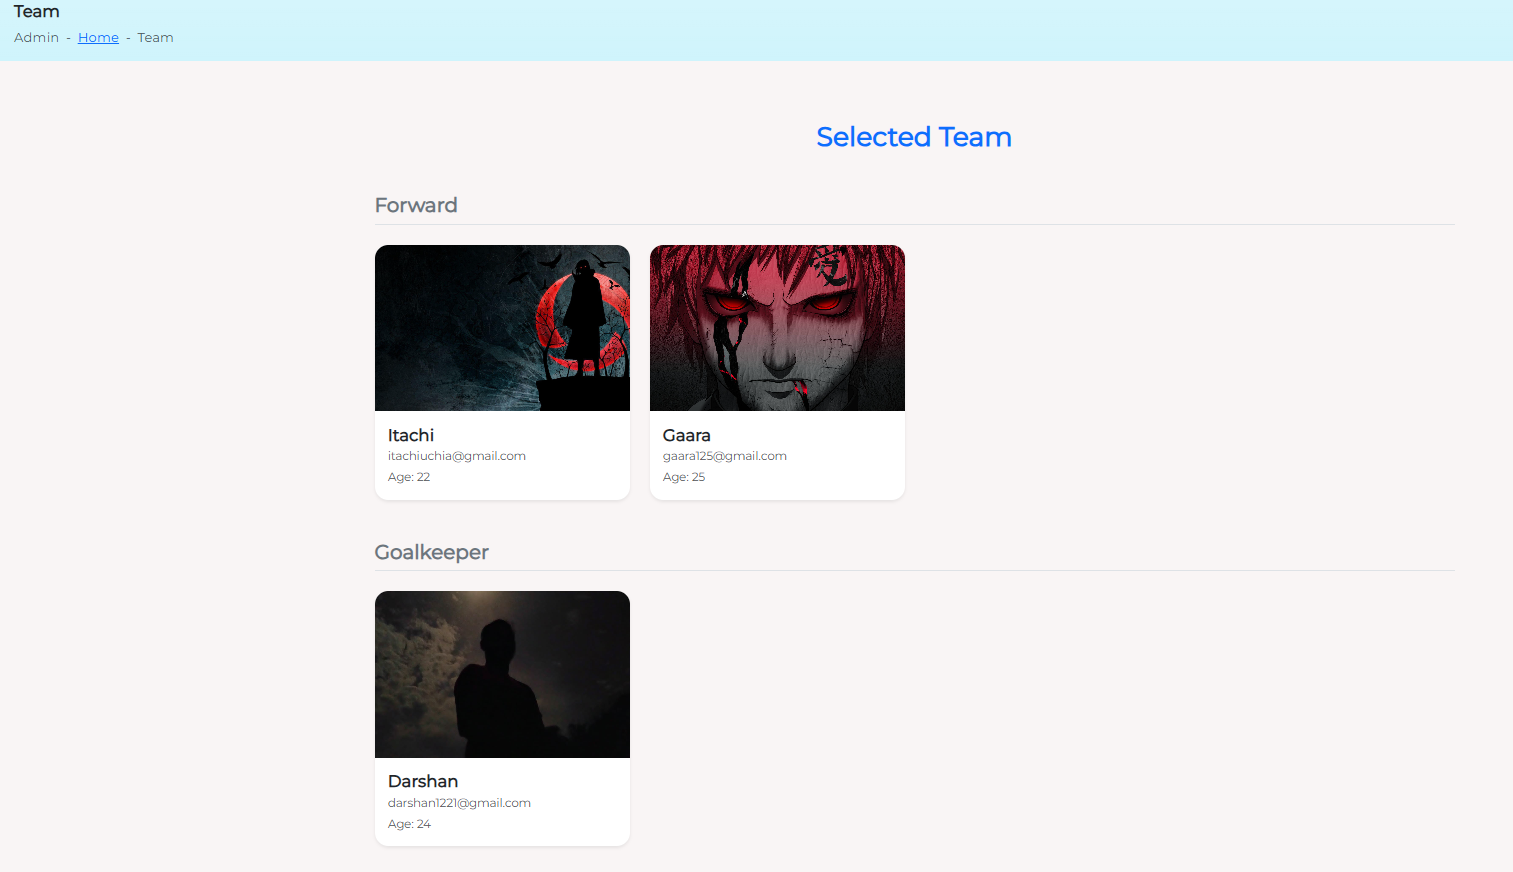 Team
Admin - Home - Team
Selected Team
Forward
愛
Itachi
itachiuchia@gmail.com
Age: 22
Gaara
gaara125@gmail.com
Age: 25
Goalkeeper
Darshan
darshan1221@gmail.com
Age: 24